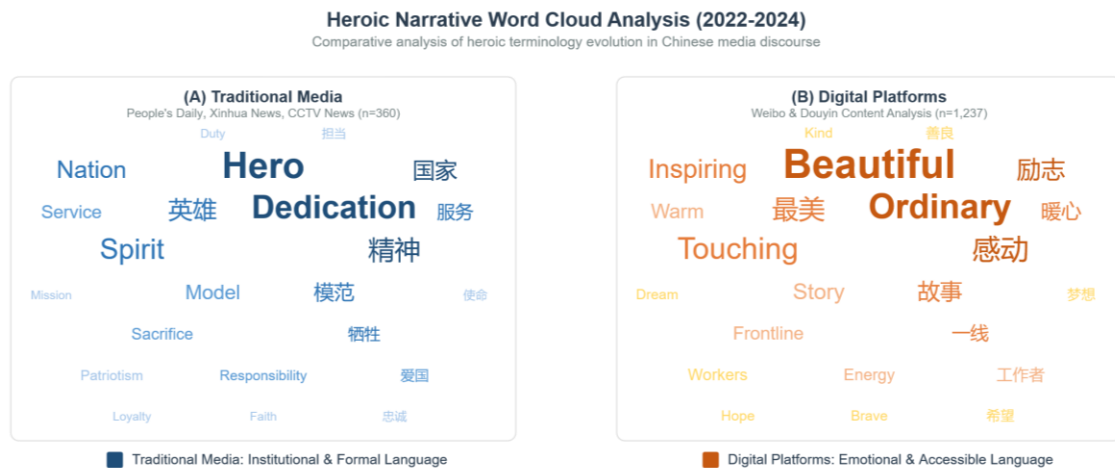 Heroic Narrative Word Cloud Analysis (2022-2024)
Comparative analysis of heroic terminology evolution in Chinese media discourse
(A) Traditional Media
People's Daily, Xinhua News, CCTV News (n=360)
Duty 担当
Nation Hero 国家
Service 英雄 Dedication 服务
Spirit 精神
Mission Model 模范 使命
Sacrifice 牺牲
Patriotism Responsibility 爱国
Loyalty Faith 忠诚
Traditional Media: Institutional & Formal Language
(B) Digital Platforms
Weibo & Douyin Content Analysis (n=1,237)
Kind 善良
Inspiring Beautiful 励志
Warm 最美 Ordinary 暖心
Touching 感动
Dream Story 故事 梦想
Frontline 一线
Workers Energy 工作者
Hope Brave 希望
Digital Platforms: Emotional & Accessible Language